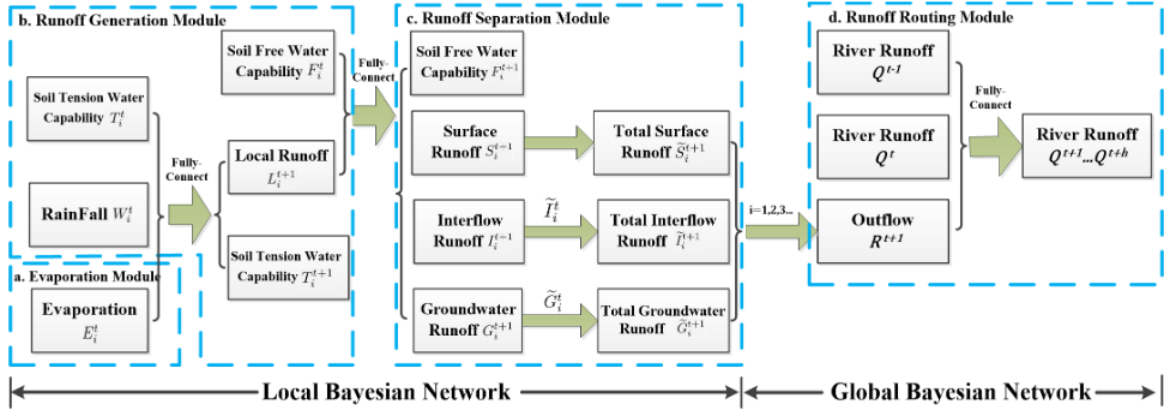 b. Runoff Generation Module
Soil Free Water
Capability F_i^t
Soil Tension Water
Capability T_i^t
RainFall W_i^t
a. Evaporation Module
Evaporation
E_i^t
Fully-
Connect
Local Runoff
L_i^{t+1}
Soil Tension Water
Capability T_i^{t+1}
Fully-
Connect
c. Runoff Separation Module
Soil Free Water
Capability F_i^{t+1}
Surface
Runoff S_i^{t+1}
Total Surface
Runoff S̃_i^{t+1}
Interflow
Runoff I_i^{t+1}
Ĩ_i^t
Total Interflow
Runoff Ĩ_i^{t+1}
Groundwater
Runoff G_i^{t+1}
G̃_i^t
Total Groundwater
Runoff G̃_i^{t+1}
i=1,2,3...
d. Runoff Routing Module
River Runoff
Q^{t-1}
River Runoff
Q^t
Outflow
R^{t+1}
Fully-
Connect
River Runoff
Q^{t+1}...Q^{t+h}
Local Bayesian Network
Global Bayesian Network